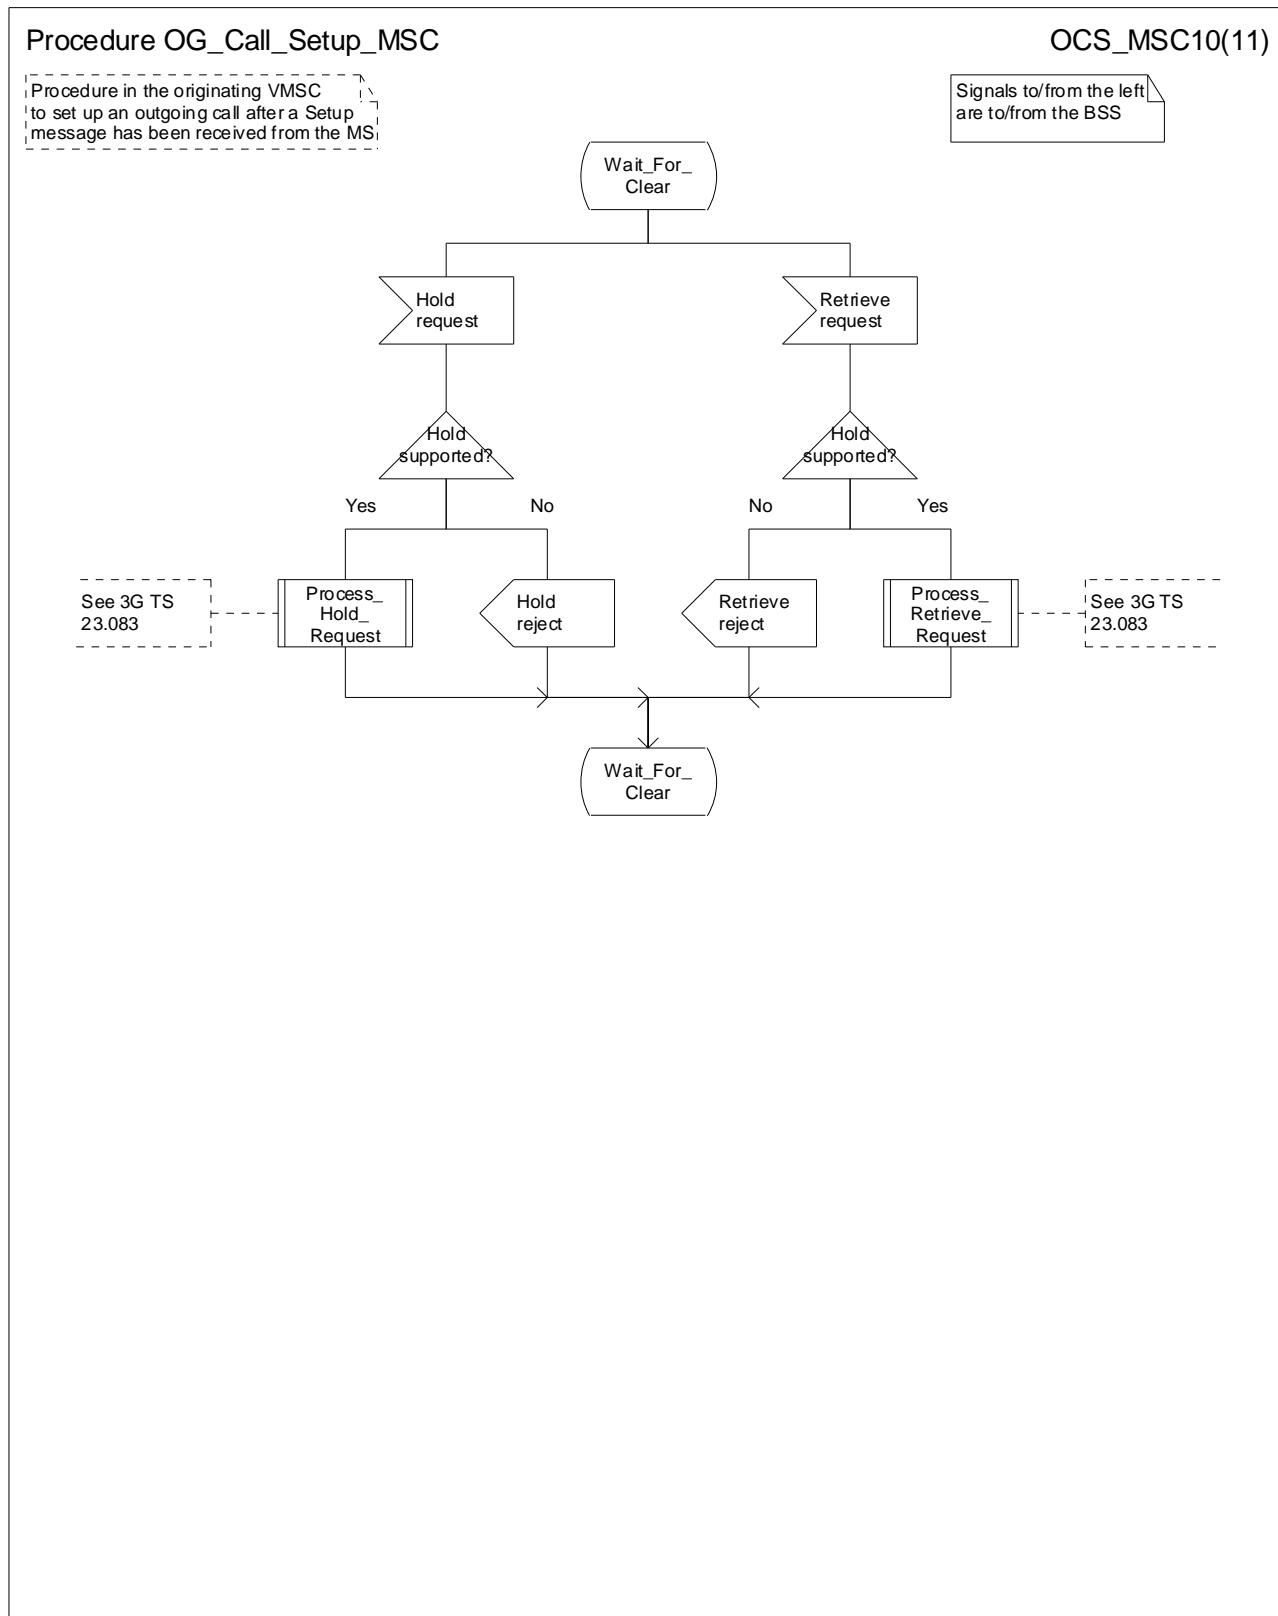 Procedure OG_Call_Setup_MSC
OCS_MSC10(11)
Procedure in the originating VMSC
to set up an outgoing call after a Setup
message has been received from the MS
Signals to/from the left
are to/from the BSS
Wait_For_
Clear
Hold
request
Retrieve
request
Hold
supported?
Hold
supported?
Yes
No
No
Yes
See 3G TS
23.083
Process_
Hold_
Request
Hold
reject
Retrieve
reject
Process_
Retrieve_
Request
See 3G TS
23.083
Wait_For_
Clear